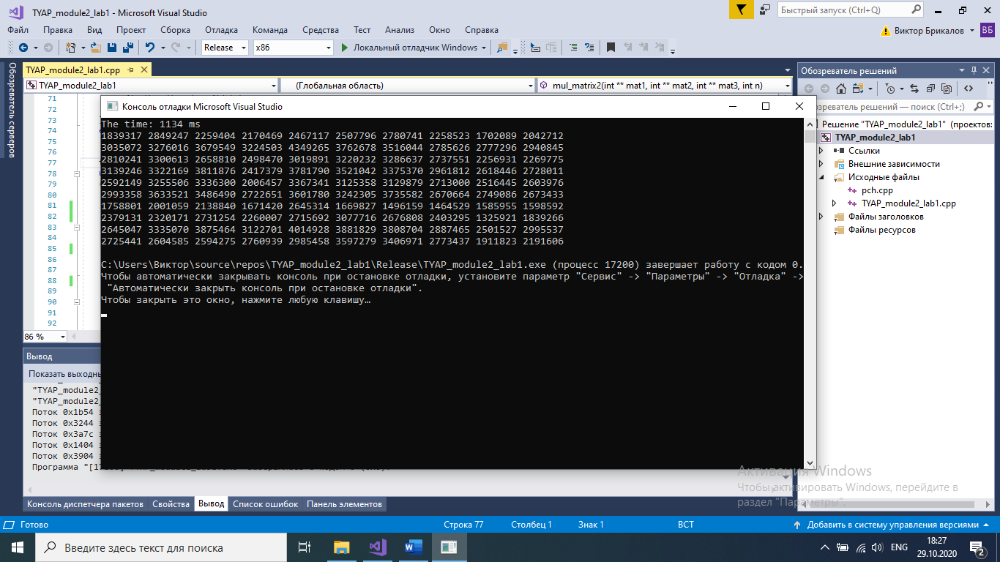 TYAP_module2_lab1 - Microsoft Visual Studio
Быстрый запуск (Ctrl+Q)
Файл Правка Вид Проект Сборка Отладка Команда Средства Тест Анализ Окно Справка
Виктор Брикалов ВБ
Release x86 Локальный отладчик Windows
Обозреватель серверов
TYAP_module2_lab1.cpp
TYAP_module2_lab1 (Глобальная область) mul_matrix2(int ** mat1, int ** mat2, int ** mat3, int n)
71
72
73
74
75
76
77
78
79
80
81
82
83
84
85
86
87
88
89
90
91
92
86 %
Консоль отладки Microsoft Visual Studio
The time: 1134 ms
1839317 2849247 2259404 2170469 2467117 2507796 2780741 2258523 1702089 2042712
3035072 3276016 3679549 3224503 4349265 3762678 3516044 2785626 2777296 2940845
2810241 3300613 2658810 2498470 3019891 3220232 3286637 2737551 2256931 2269775
3139246 3322169 3811876 2417379 3781790 3521042 3375370 2961812 2618446 2728011
2592149 3255506 3336300 2006457 3367341 3125358 3129879 2713000 2516445 2603976
2993358 3633521 3486490 2722651 3601780 3242305 3735582 2670664 2749086 2673433
1758801 2001059 2138840 1671420 2645314 1669827 1496159 1464529 1585955 1598592
2379131 2320171 2731254 2260007 2715692 3077716 2676808 2403295 1325921 1839266
2645047 3335070 3875464 3122701 4014928 3881829 3808704 2887465 2501527 2995537
2725441 2604585 2594275 2760939 2985458 3597279 3406971 2773437 1911823 2191606
C:\Users\Виктор\source\repos\TYAP_module2_lab1\Release\TYAP_module2_lab1.exe (процесс 17200) завершает работу с кодом 0.
Чтобы автоматически закрывать консоль при остановке отладки, установите параметр "Сервис" -> "Параметры" -> "Отладка" ->
"Автоматически закрыть консоль при остановке отладки".
Чтобы закрыть это окно, нажмите любую клавишу…
Обозреватель решений
решений — поиск (Ctrl+;)
Решение "TYAP_module2_lab1" (проектов:
TYAP_module2_lab1
Ссылки
Внешние зависимости
Исходные файлы
pch.cpp
TYAP_module2_lab1.cpp
Файлы заголовков
Файлы ресурсов
Вывод
Показать
"TYAP_module2_
"TYAP_module2_
Поток 0x1b54
Поток 0x3244
Поток 0x3a7c
Поток 0x1404
Поток 0x3904
Программа
Консоль диспетчера пакетов Свойства Вывод Список ошибок Панель элементов
Активация Windows
Чтобы активировать Windows, перейдите в
раздел "Параметры".
Готово Строка 77 Столбец 1 Знак 1 ВСТ Добавить в систему управления версиями
Введите здесь текст для поиска
ENG
18:27
29.10.2020
2